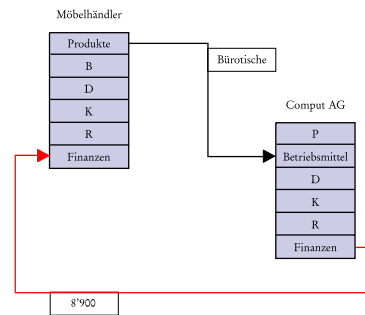 Möbelhändler
Produkte
B
D
K
R
Finanzen
Bürotische
Comput AG
P
Betriebsmittel
D
K
R
Finanzen
8'900